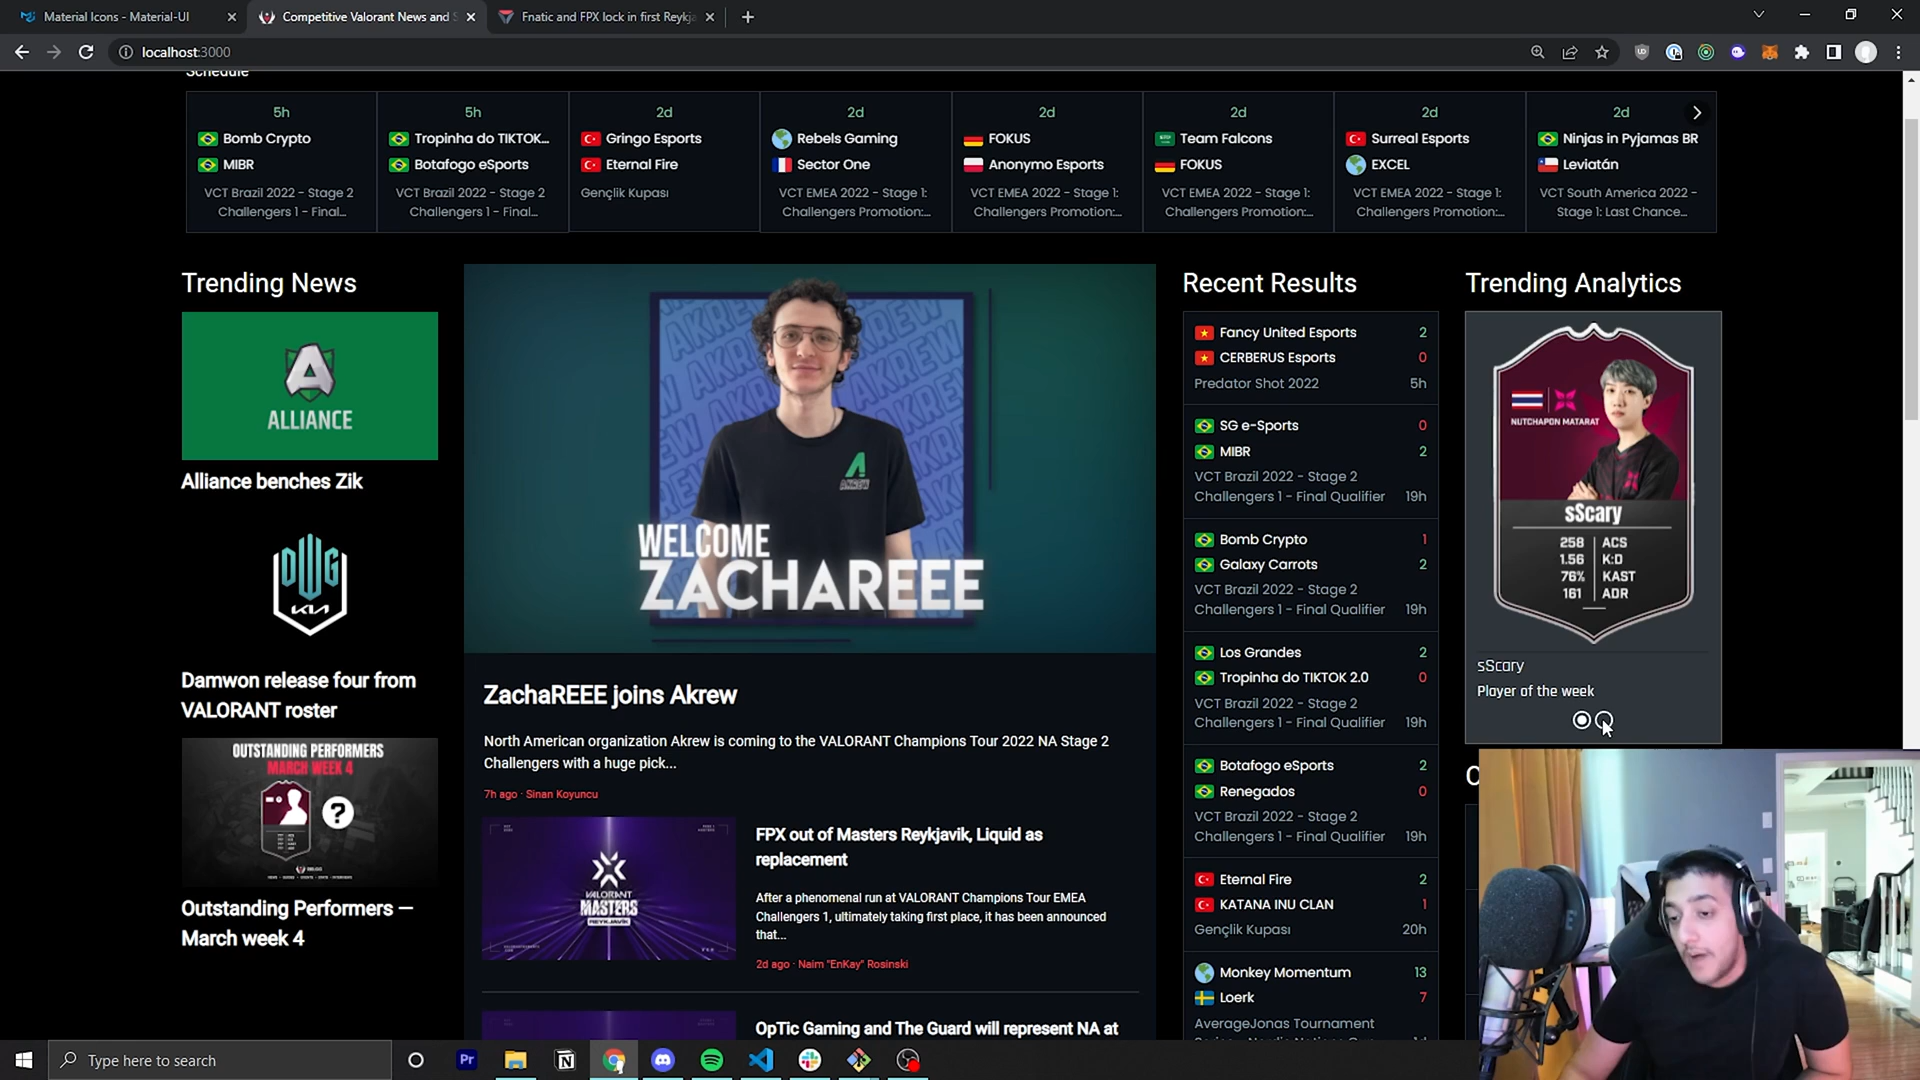 Material Icons - Material-UI
Competitive Valorant News and S
Fnatic and FPX lock in first Reykja
localhost:3000
Schedule
5h
Bomb Crypto
MIBR
VCT Brazil 2022 - Stage 2
Challengers 1 - Final...
5h
Tropinha do TIKTOK...
Botafogo eSports
VCT Brazil 2022 - Stage 2
Challengers 1 - Final...
2d
Gringo Esports
Eternal Fire
Gençlik Kupası
2d
Rebels Gaming
Sector One
VCT EMEA 2022 - Stage 1:
Challengers Promotion:...
2d
FOKUS
Anonymo Esports
VCT EMEA 2022 - Stage 1:
Challengers Promotion:...
2d
Team Falcons
FOKUS
VCT EMEA 2022 - Stage 1:
Challengers Promotion:...
2d
Surreal Esports
EXCEL
VCT EMEA 2022 - Stage 1:
Challengers Promotion:...
2d
Ninjas in Pyjamas BR
Leviatán
VCT South America 2022 -
Stage 1: Last Chance...
Trending News
ALLIANCE
Alliance benches Zik
DWG
KIA
Damwon release four from
VALORANT roster
OUTSTANDING PERFORMERS
MARCH WEEK 4
?
Outstanding Performers —
March week 4
AKREW
WELCOME
ZACHAREEE
ZachaREEE joins Akrew
North American organization Akrew is coming to the VALORANT Champions Tour 2022 NA Stage 2
Challengers with a huge pick...
7h ago · Sinan Koyuncu
VALORANT
MASTERS
REYKJAVÍK
FPX out of Masters Reykjavik, Liquid as
replacement
After a phenomenal run at VALORANT Champions Tour EMEA
Challengers 1, ultimately taking first place, it has been announced
that...
2d ago · Naim "EnKay" Rosinski
OpTic Gaming and The Guard will represent NA at
Recent Results
Fancy United Esports 2
CERBERUS Esports 0
Predator Shot 2022 5h
SG e-Sports 0
MIBR 2
VCT Brazil 2022 - Stage 2
Challengers 1 - Final Qualifier 19h
Bomb Crypto 1
Galaxy Carrots 2
VCT Brazil 2022 - Stage 2
Challengers 1 - Final Qualifier 19h
Los Grandes 2
Tropinha do TIKTOK 2.0 0
VCT Brazil 2022 - Stage 2
Challengers 1 - Final Qualifier 19h
Botafogo eSports 2
Renegados 0
VCT Brazil 2022 - Stage 2
Challengers 1 - Final Qualifier 19h
Eternal Fire 2
KATANA INU CLAN 1
Gençlik Kupası 20h
Monkey Momentum 13
Loerk 7
AverageJonas Tournament
Trending Analytics
NUTCHAPON MATARAT
sScary
258 ACS
1.56 K:D
76% KAST
161 ADR
sScary
Player of the week
C
Type here to search
Pr